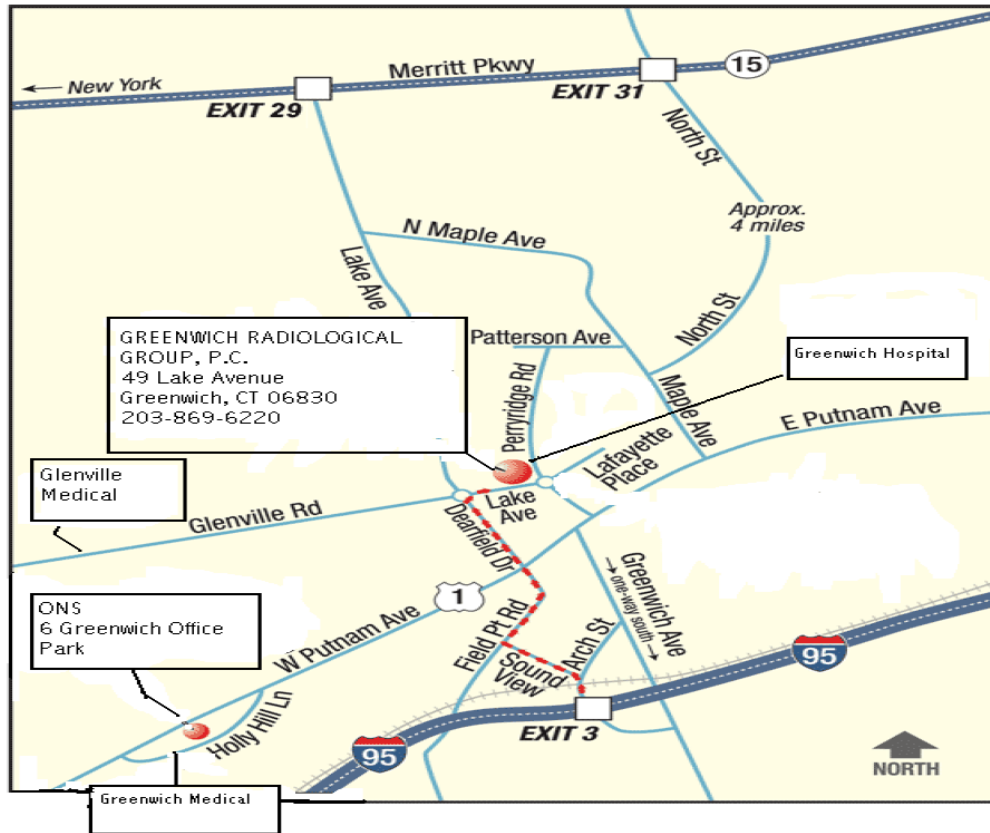 Merritt Pkwy
15
New York
EXIT 29
EXIT 31
North St
Approx.
4 miles
N Maple Ave
Lake Ave
North St
GREENWICH RADIOLOGICAL
GROUP, P.C.
49 Lake Avenue
Greenwich, CT 06830
203-869-6220
Patterson Ave
Greenwich Hospital
Perryridge Rd
Maple Ave
E Putnam Ave
Lafayette
Place
Glenville
Medical
Glenville Rd
Lake
Ave
Dearfield Dr
Greenwich Ave
one-way south
ONS
6 Greenwich Office
Park
1
W Putnam Ave
Field Pt Rd
Arch St
Sound
View
95
Holly Hill Ln
EXIT 3
95
NORTH
Greenwich Medical